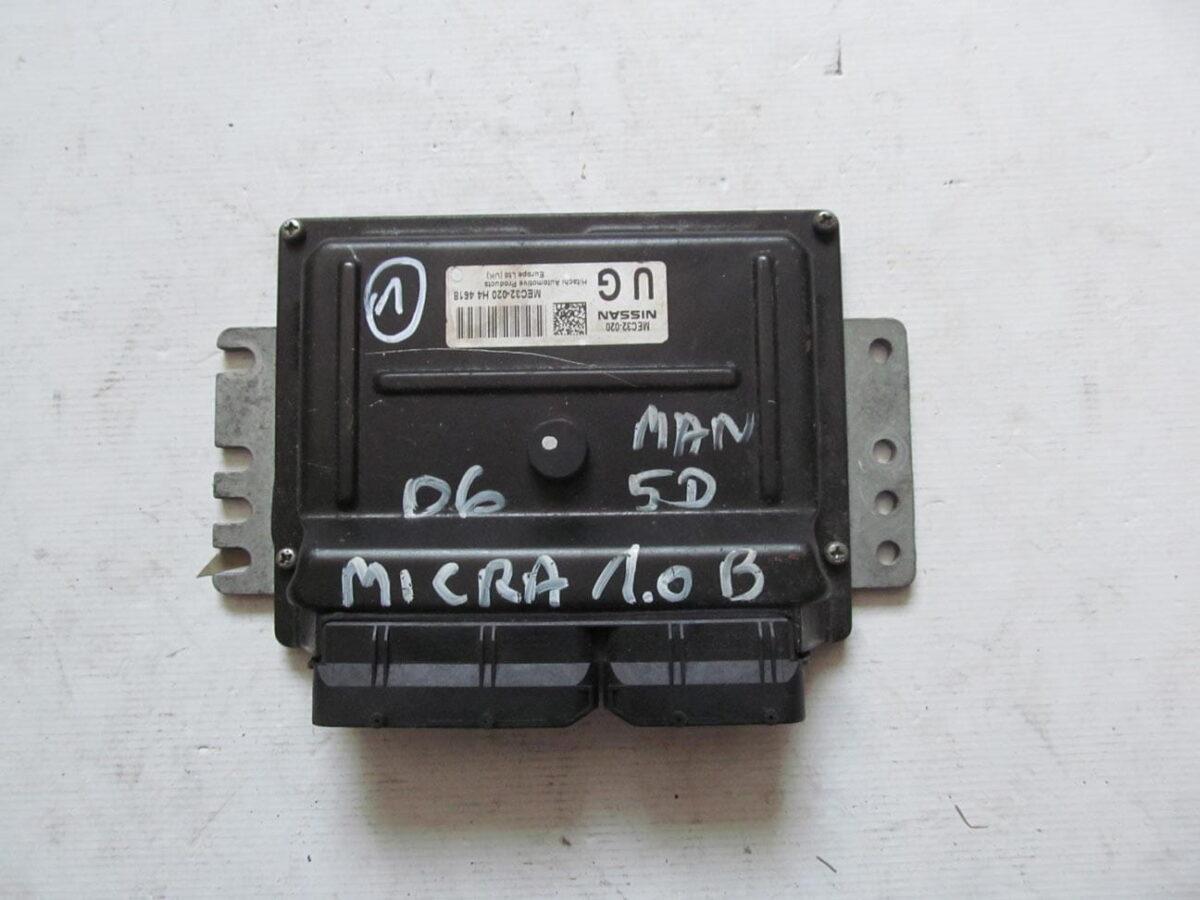 MEC32-020
NISSAN
U G
MEC32-020 H4 4618
Hitachi Automotive Products
Europe Ltd (UK)
MAN
D6 5D
MICRA 1.0 B